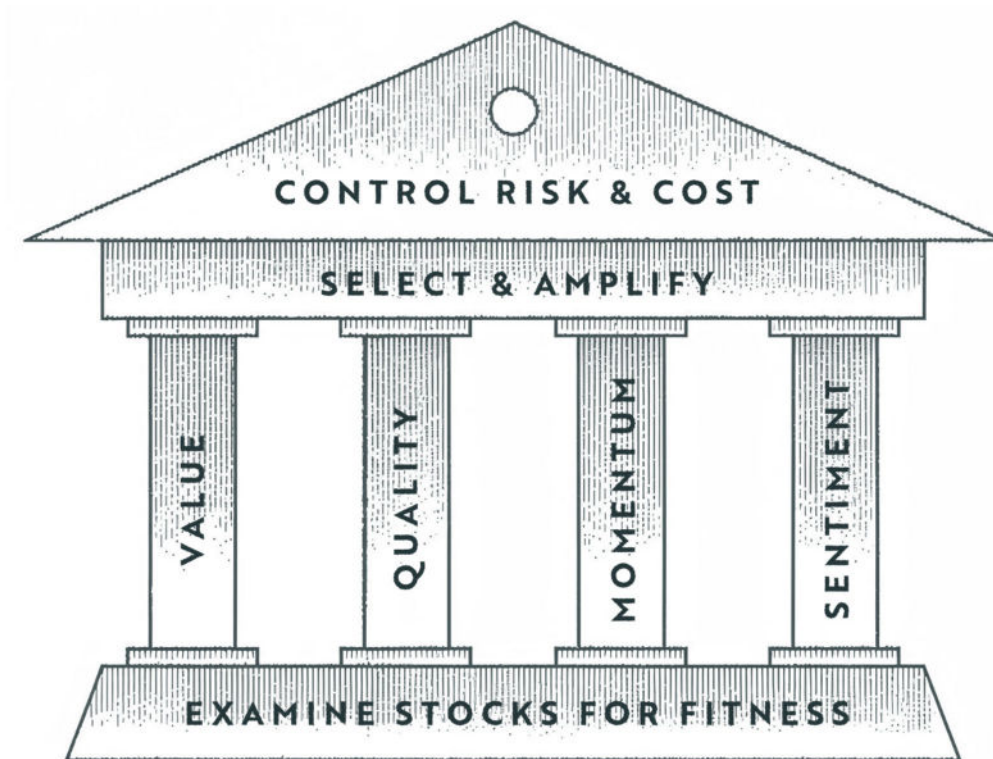 CONTROL RISK & COST
SELECT & AMPLIFY
VALUE
QUALITY
MOMENTUM
SENTIMENT
EXAMINE STOCKS FOR FITNESS